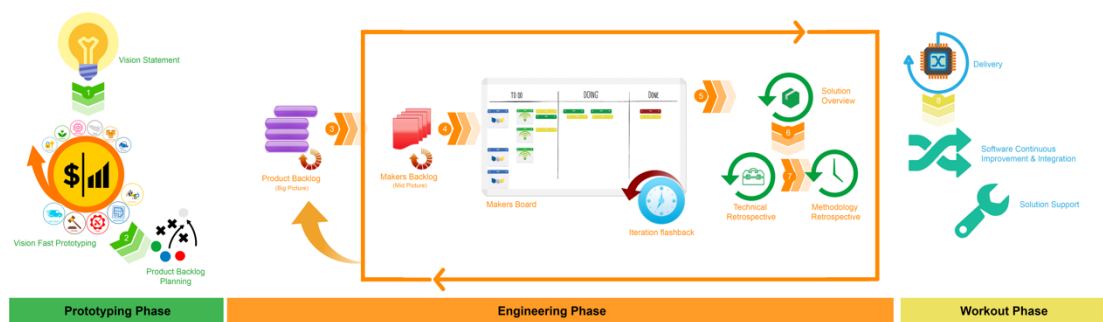 Vision Statement
1
$
Vision Fast Prototyping
2
Product Backlog
Planning
Product Backlog
(Big Picture)
3
Makers Backlog
(Mid Picture)
4
TO DO
DOING
DONE
Makers Board
Iteration flashback
5
Solution
Overview
6
Technical
Retrospective
7
Methodology
Retrospective
Delivery
8
Software Continuous
Improvement & Integration
Solution Support
Prototyping Phase
Engineering Phase
Workout Phase